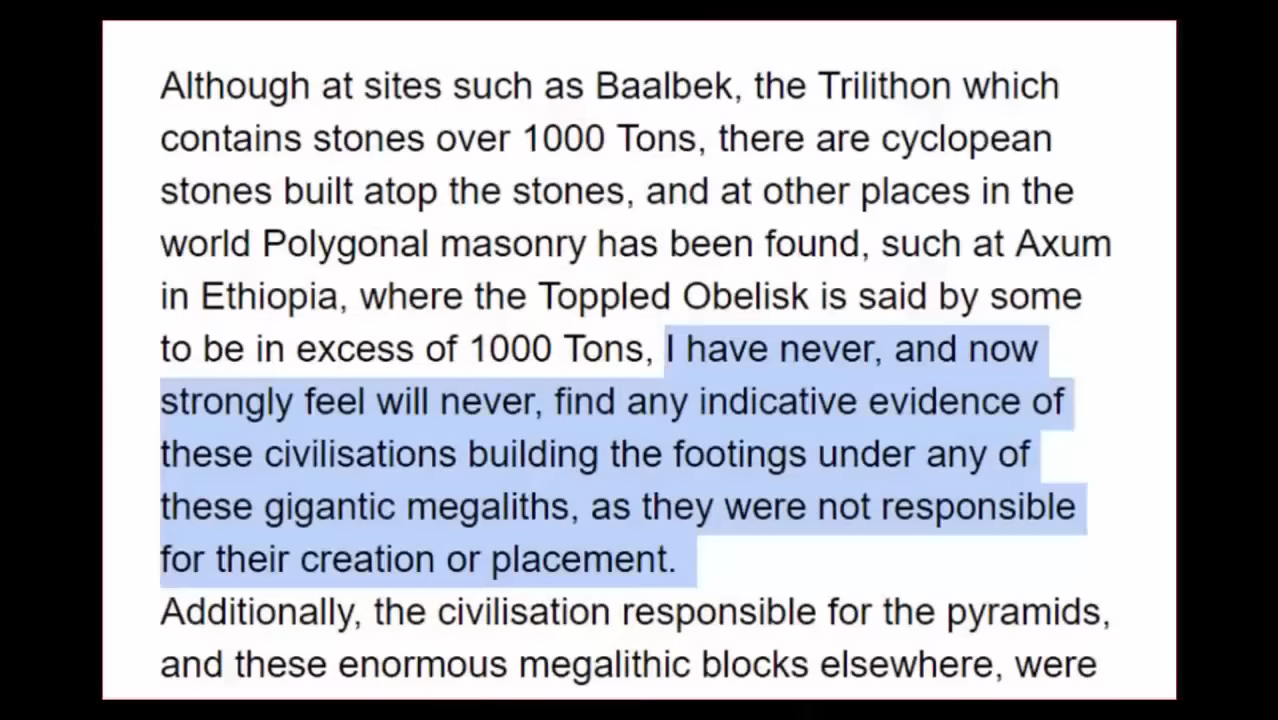 Although at sites such as Baalbek, the Trilithon which
contains stones over 1000 Tons, there are cyclopean
stones built atop the stones, and at other places in the
world Polygonal masonry has been found, such at Axum
in Ethiopia, where the Toppled Obelisk is said by some
to be in excess of 1000 Tons, I have never, and now
strongly feel will never, find any indicative evidence of
these civilisations building the footings under any of
these gigantic megaliths, as they were not responsible
for their creation or placement.
Additionally, the civilisation responsible for the pyramids,
and these enormous megalithic blocks elsewhere, were